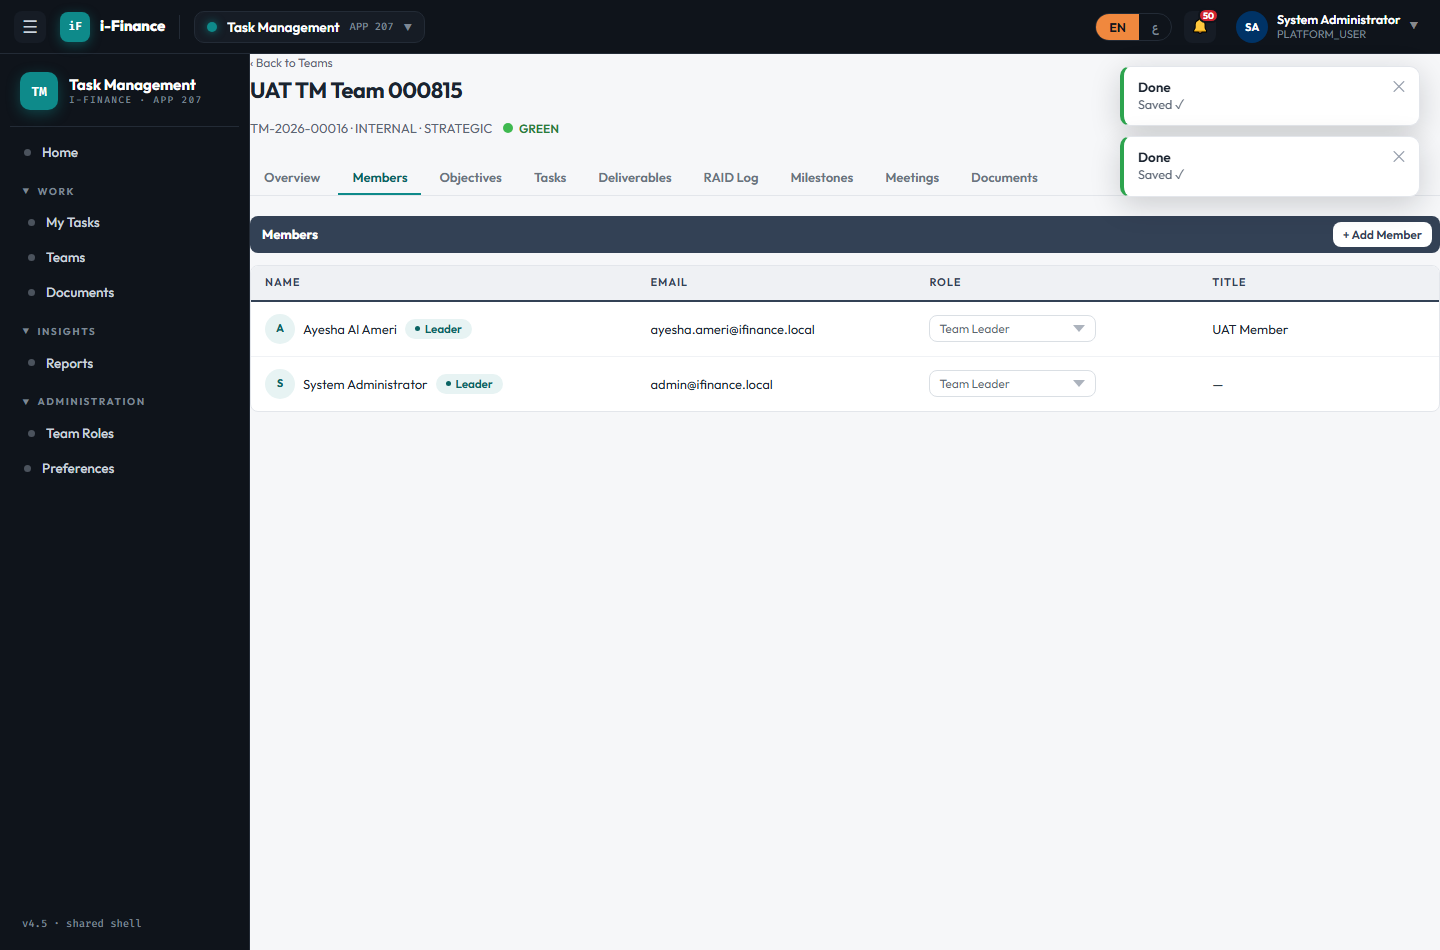 ☰ iF i-Finance Task Management APP 207 ▼ EN ع 50 SA System Administrator ▼
PLATFORM_USER
TM Task Management
I-FINANCE · APP 207
Home
▼ WORK
My Tasks
Teams
Documents
▼ INSIGHTS
Reports
▼ ADMINISTRATION
Team Roles
Preferences
v4.5 · shared shell
‹ Back to Teams
UAT TM Team 000815
TM-2026-00016 · INTERNAL · STRATEGIC ● GREEN
Done
Saved ✓
Done
Saved ✓
Overview Members Objectives Tasks Deliverables RAID Log Milestones Meetings Documents
Members + Add Member
NAME EMAIL ROLE TITLE
A Ayesha Al Ameri • Leader ayesha.ameri@ifinance.local Team Leader UAT Member
S System Administrator • Leader admin@ifinance.local Team Leader —